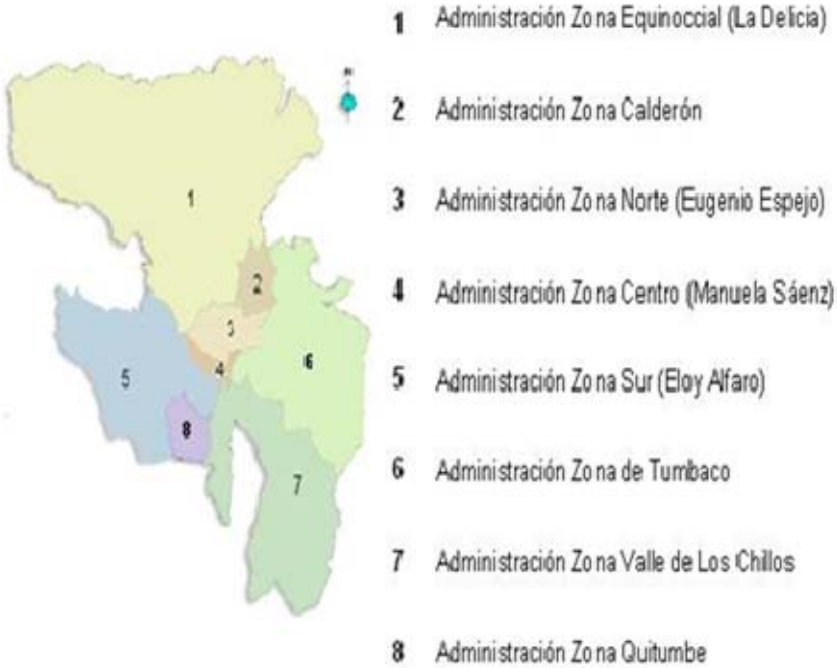 1 Administración Zona Equinoccial (La Delicia)
2 Administración Zona Calderón
3 Administración Zona Norte (Eugenio Espejo)
4 Administración Zona Centro (Manuela Sáenz)
5 Administración Zona Sur (Eloy Alfaro)
6 Administración Zona de Tumbaco
7 Administración Zona Valle de Los Chillos
8 Administración Zona Quitumbe
1
2
3
4
5
6
8
7